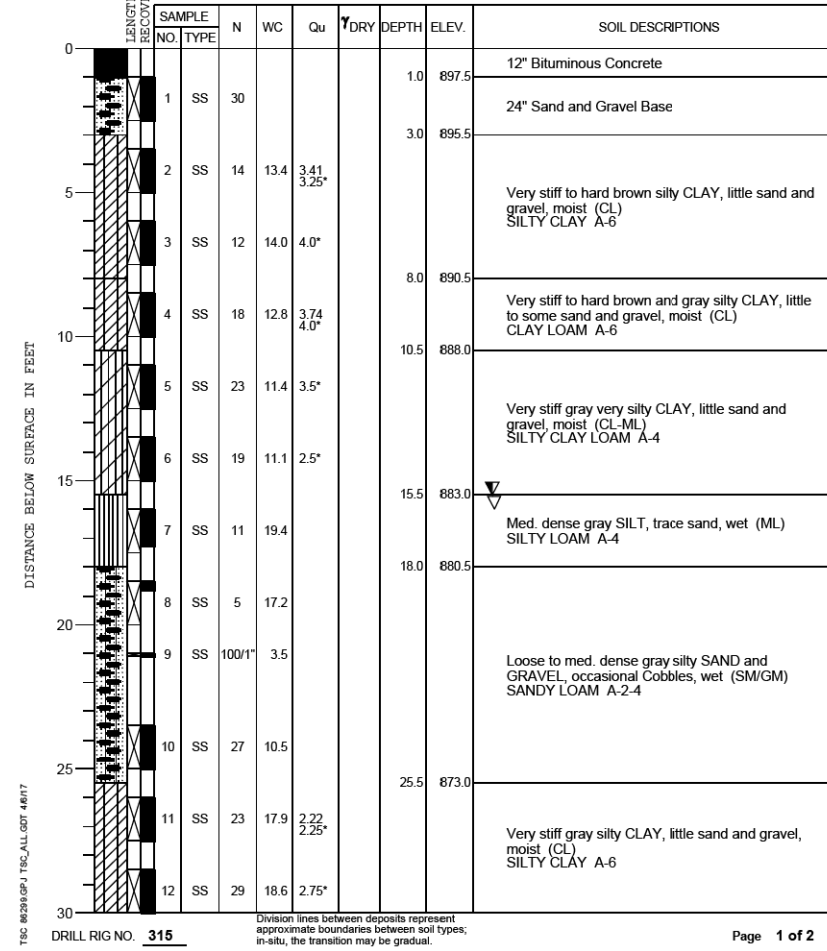 LENGTH
RECOVERY
SAMPLE
NO. TYPE
N WC Qu γDRY DEPTH ELEV. SOIL DESCRIPTIONS
0
12" Bituminous Concrete
1.0 897.5
1 SS 30
24" Sand and Gravel Base
3.0 895.5
2 SS 14 13.4 3.41
3.25*
5
Very stiff to hard brown silty CLAY, little sand and
gravel, moist (CL)
SILTY CLAY A-6
3 SS 12 14.0 4.0*
8.0 890.5
4 SS 18 12.8 3.74
4.0*
Very stiff to hard brown and gray silty CLAY, little
to some sand and gravel, moist (CL)
CLAY LOAM A-6
10
10.5 888.0
5 SS 23 11.4 3.5*
Very stiff gray very silty CLAY, little sand and
gravel, moist (CL-ML)
SILTY CLAY LOAM A-4
6 SS 19 11.1 2.5*
15
15.5 883.0
7 SS 11 19.4
Med. dense gray SILT, trace sand, wet (ML)
SILTY LOAM A-4
18.0 880.5
8 SS 5 17.2
20
9 SS 100/1" 3.5
Loose to med. dense gray silty SAND and
GRAVEL, occasional Cobbles, wet (SM/GM)
SANDY LOAM A-2-4
10 SS 27 10.5
25
25.5 873.0
11 SS 23 17.9 2.22
2.25*
Very stiff gray silty CLAY, little sand and gravel,
moist (CL)
SILTY CLAY A-6
12 SS 29 18.6 2.75*
30
DISTANCE BELOW SURFACE IN FEET
TSC 86299.GPJ TSC_ALL.GDT 4/6/17
DRILL RIG NO. 315
Division lines between deposits represent
approximate boundaries between soil types;
in-situ, the transition may be gradual.
Page 1 of 2